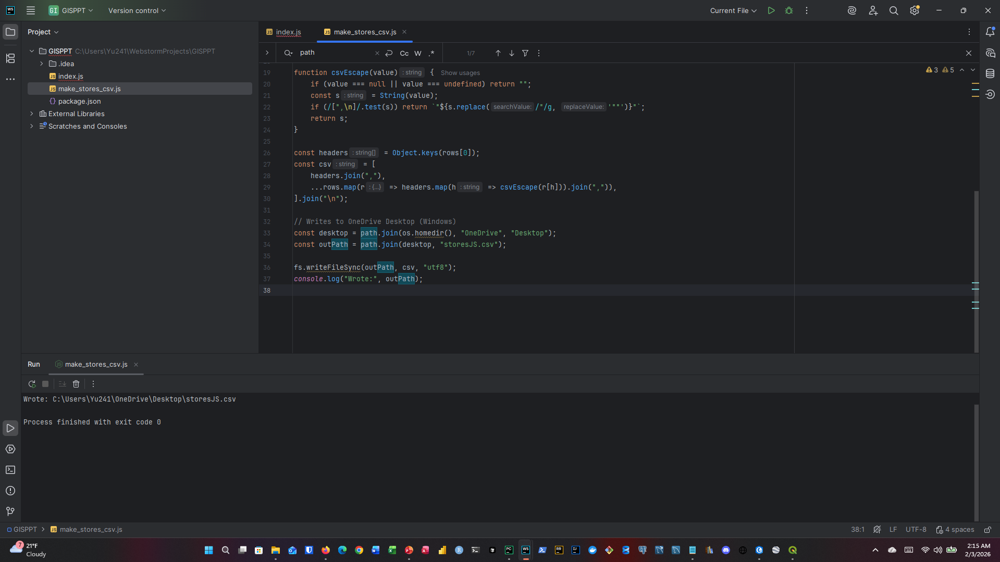 WS
GI GISPPT
Version control
Current File
Project
index.js
make_stores_csv.js
GISPPT C:\Users\Yu241\WebstormProjects\GISPPT
.idea
JS index.js
JS make_stores_csv.js
{} package.json
External Libraries
Scratches and Consoles
path
Cc W .*
1/7
3 5
19 function csvEscape(value) : string { Show usages
20 if (value === null || value === undefined) return "";
21 const s : string = String(value);
22 if (/[",\n]/.test(s)) return `"${s.replace( searchValue: /"/g, replaceValue: '""')}"`;
23 return s;
24 }
25
26 const headers : string[] = Object.keys(rows[0]);
27 const csv : string = [
28 headers.join(","),
29 ...rows.map(r : {...} => headers.map(h : string => csvEscape(r[h])).join(",")),
30 ].join("\n");
31
32 // Writes to OneDrive Desktop (Windows)
33 const desktop = path.join(os.homedir(), "OneDrive", "Desktop");
34 const outPath = path.join(desktop, "storesJS.csv");
35
36 fs.writeFileSync(outPath, csv, "utf8");
37 console.log("Wrote:", outPath);
38
Run
make_stores_csv.js
Wrote: C:\Users\Yu241\OneDrive\Desktop\storesJS.csv
Process finished with exit code 0
GISPPT > JS make_stores_csv.js
38:1 LF UTF-8 4 spaces
7
21°F
Cloudy
2:15 AM
2/3/2026